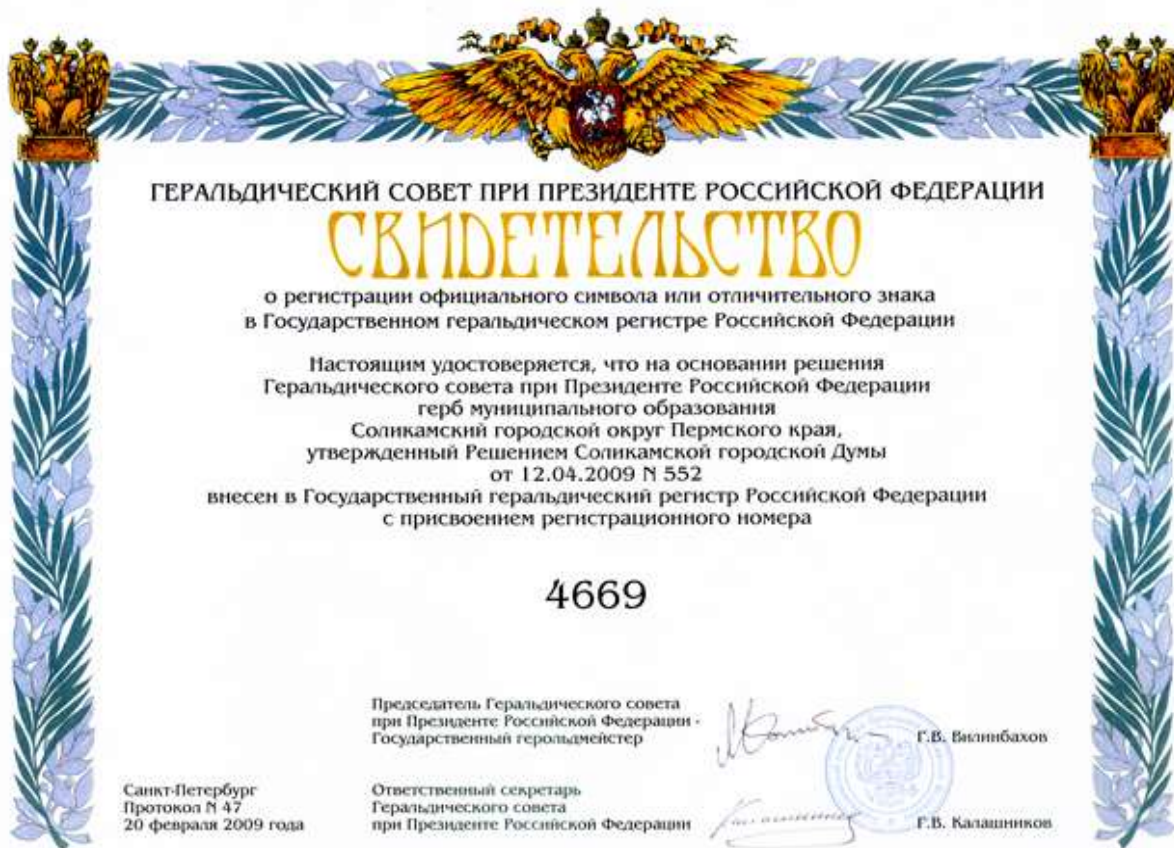 ГЕРАЛЬДИЧЕСКИЙ СОВЕТ ПРИ ПРЕЗИДЕНТЕ РОССИЙСКОЙ ФЕДЕРАЦИИ
СВИДЕТЕЛЬСТВО
о регистрации официального символа или отличительного знака
в Государственном геральдическом регистре Российской Федерации
Настоящим удостоверяется, что на основании решения
Геральдического совета при Президенте Российской Федерации
герб муниципального образования
Соликамский городской округ Пермского края,
утвержденный Решением Соликамской городской Думы
от 12.04.2009 N 552
внесен в Государственный геральдический регистр Российской Федерации
с присвоением регистрационного номера
4669
Председатель Геральдического совета
при Президенте Российской Федерации -
Государственный герольдмейстер
Г.В. Вилинбахов
Санкт-Петербург
Протокол N 47
20 февраля 2009 года
Ответственный секретарь
Геральдического совета
при Президенте Российской Федерации
Г.В. Калашников